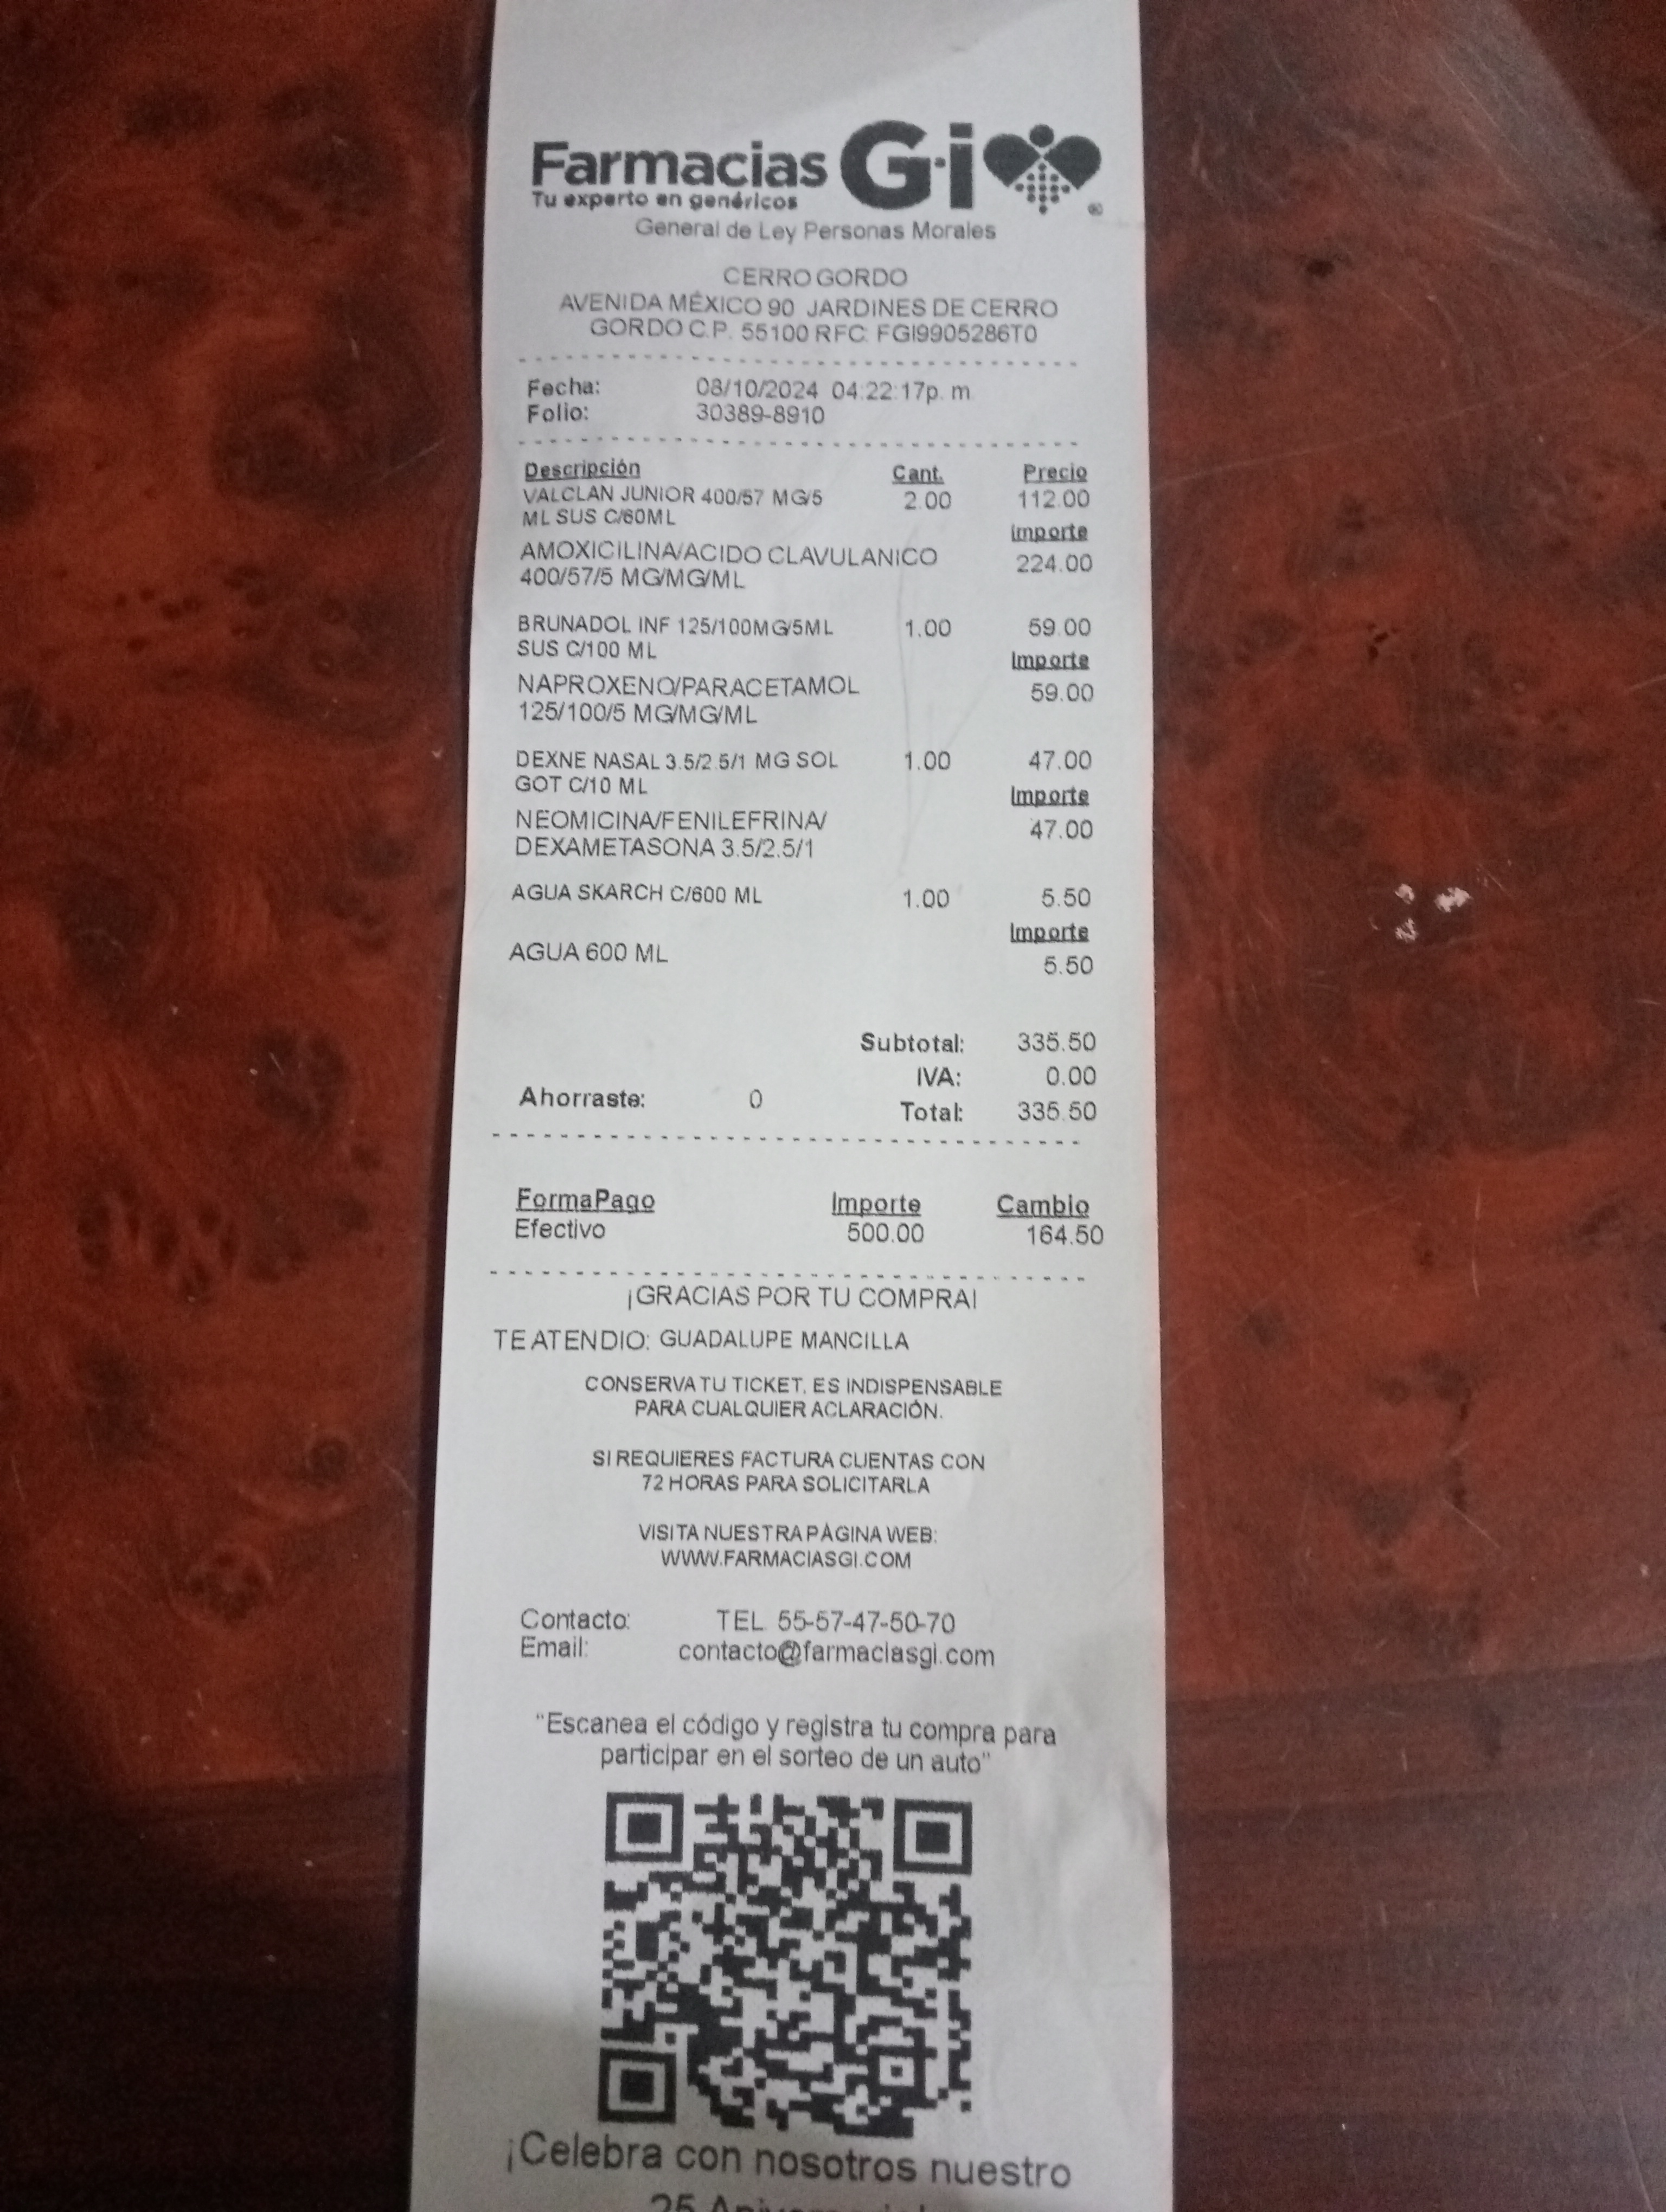 Farmacias G·i
Tu experto en genéricos
General de Ley Personas Morales
CERRO GORDO
AVENIDA MÉXICO 90 JARDINES DE CERRO
GORDO C.P. 55100 RFC: FGI9905286T0
Fecha: 08/10/2024 04:22:17p. m.
Folio: 30389-8910
Descripción Cant. Precio
VALCLAN JUNIOR 400/57 MG/5 2.00 112.00
ML SUS C/60ML
Importe
AMOXICILINA/ACIDO CLAVULANICO 224.00
400/57/5 MG/MG/ML
BRUNADOL INF 125/100MG/5ML 1.00 59.00
SUS C/100 ML
Importe
NAPROXENO/PARACETAMOL 59.00
125/100/5 MG/MG/ML
DEXNE NASAL 3.5/2.5/1 MG SOL 1.00 47.00
GOT C/10 ML
Importe
NEOMICINA/FENILEFRINA/ 47.00
DEXAMETASONA 3.5/2.5/1
AGUA SKARCH C/600 ML 1.00 5.50
Importe
AGUA 600 ML 5.50
Subtotal: 335.50
IVA: 0.00
Ahorraste: 0 Total: 335.50
FormaPago Importe Cambio
Efectivo 500.00 164.50
¡GRACIAS POR TU COMPRA!
TE ATENDIO: GUADALUPE MANCILLA
CONSERVA TU TICKET, ES INDISPENSABLE
PARA CUALQUIER ACLARACIÓN.
SI REQUIERES FACTURA CUENTAS CON
72 HORAS PARA SOLICITARLA
VISITA NUESTRA PÁGINA WEB:
WWW.FARMACIASGI.COM
Contacto: TEL. 55-57-47-50-70
Email: contacto@farmaciasgi.com
"Escanea el código y registra tu compra para
participar en el sorteo de un auto"
¡Celebra con nosotros nuestro
25 Aniversario!